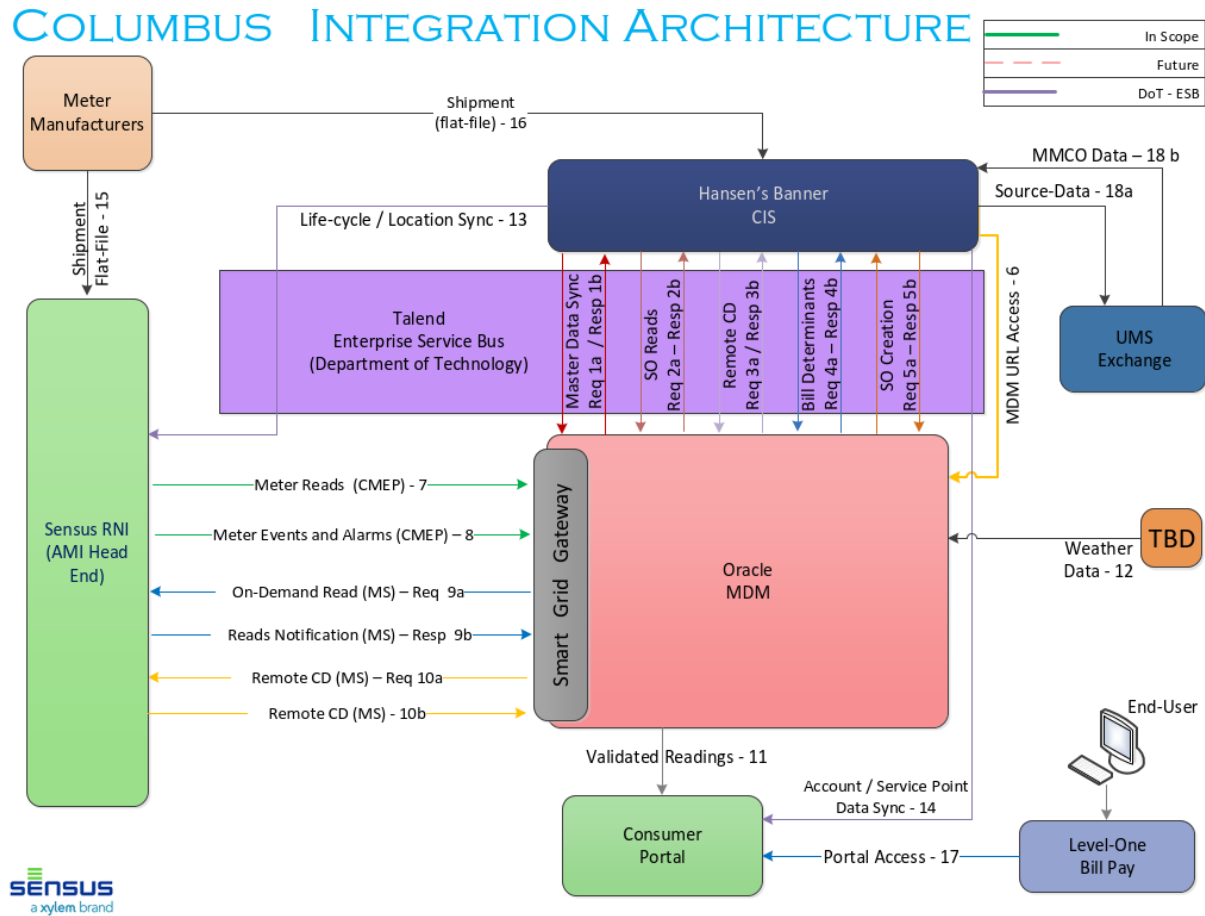 COLUMBUS INTEGRATION ARCHITECTURE
In Scope
Future
DoT - ESB
Meter
Manufacturers
Shipment
(flat-file) - 16
MMCO Data – 18 b
Hansen's Banner
CIS
Source-Data - 18a
Shipment
Flat-File - 15
Life-cycle / Location Sync - 13
Talend
Enterprise Service Bus
(Department of Technology)
Master Data Sync
Req 1a / Resp 1b
SO Reads
Req 2a – Resp 2b
Remote CD
Req 3a / Resp 3b
Bill Determinants
Req 4a – Resp 4b
SO Creation
Req 5a – Resp 5b
MDM URL Access - 6
UMS
Exchange
Sensus RNI
(AMI Head
End)
Meter Reads (CMEP) - 7
Meter Events and Alarms (CMEP) – 8
On-Demand Read (MS) – Req 9a
Reads Notification (MS) – Resp 9b
Remote CD (MS) – Req 10a
Remote CD (MS) - 10b
Smart Grid Gateway
Oracle
MDM
TBD
Weather
Data - 12
End-User
Validated Readings - 11
Account / Service Point
Data Sync - 14
Consumer
Portal
Portal Access - 17
Level-One
Bill Pay
sensus
a xylem brand